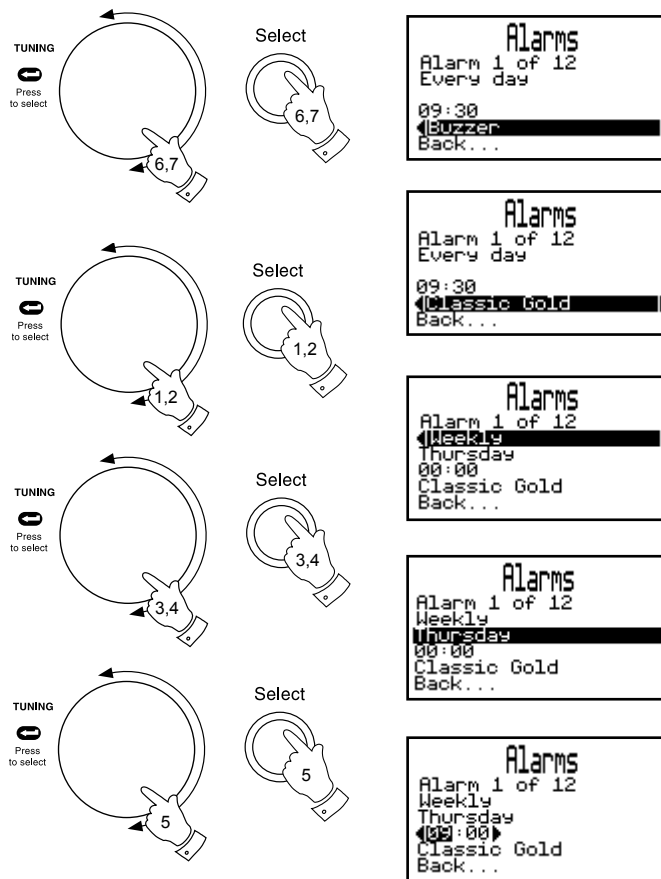 TUNING
Press
to select
6,7
Select
6,7
Alarms
Alarm 1 of 12
Every day
09:30
Buzzer
Back...
TUNING
Press
to select
1,2
Select
1,2
Alarms
Alarm 1 of 12
Every day
09:30
Classic Gold
Back...
TUNING
Press
to select
3,4
Select
3,4
Alarms
Alarm 1 of 12
Weekly
Thursday
00:00
Classic Gold
Back...
Alarms
Alarm 1 of 12
Weekly
Thursday
00:00
Classic Gold
Back...
TUNING
Press
to select
5
Select
5
Alarms
Alarm 1 of 12
Weekly
Thursday
09:00
Classic Gold
Back...